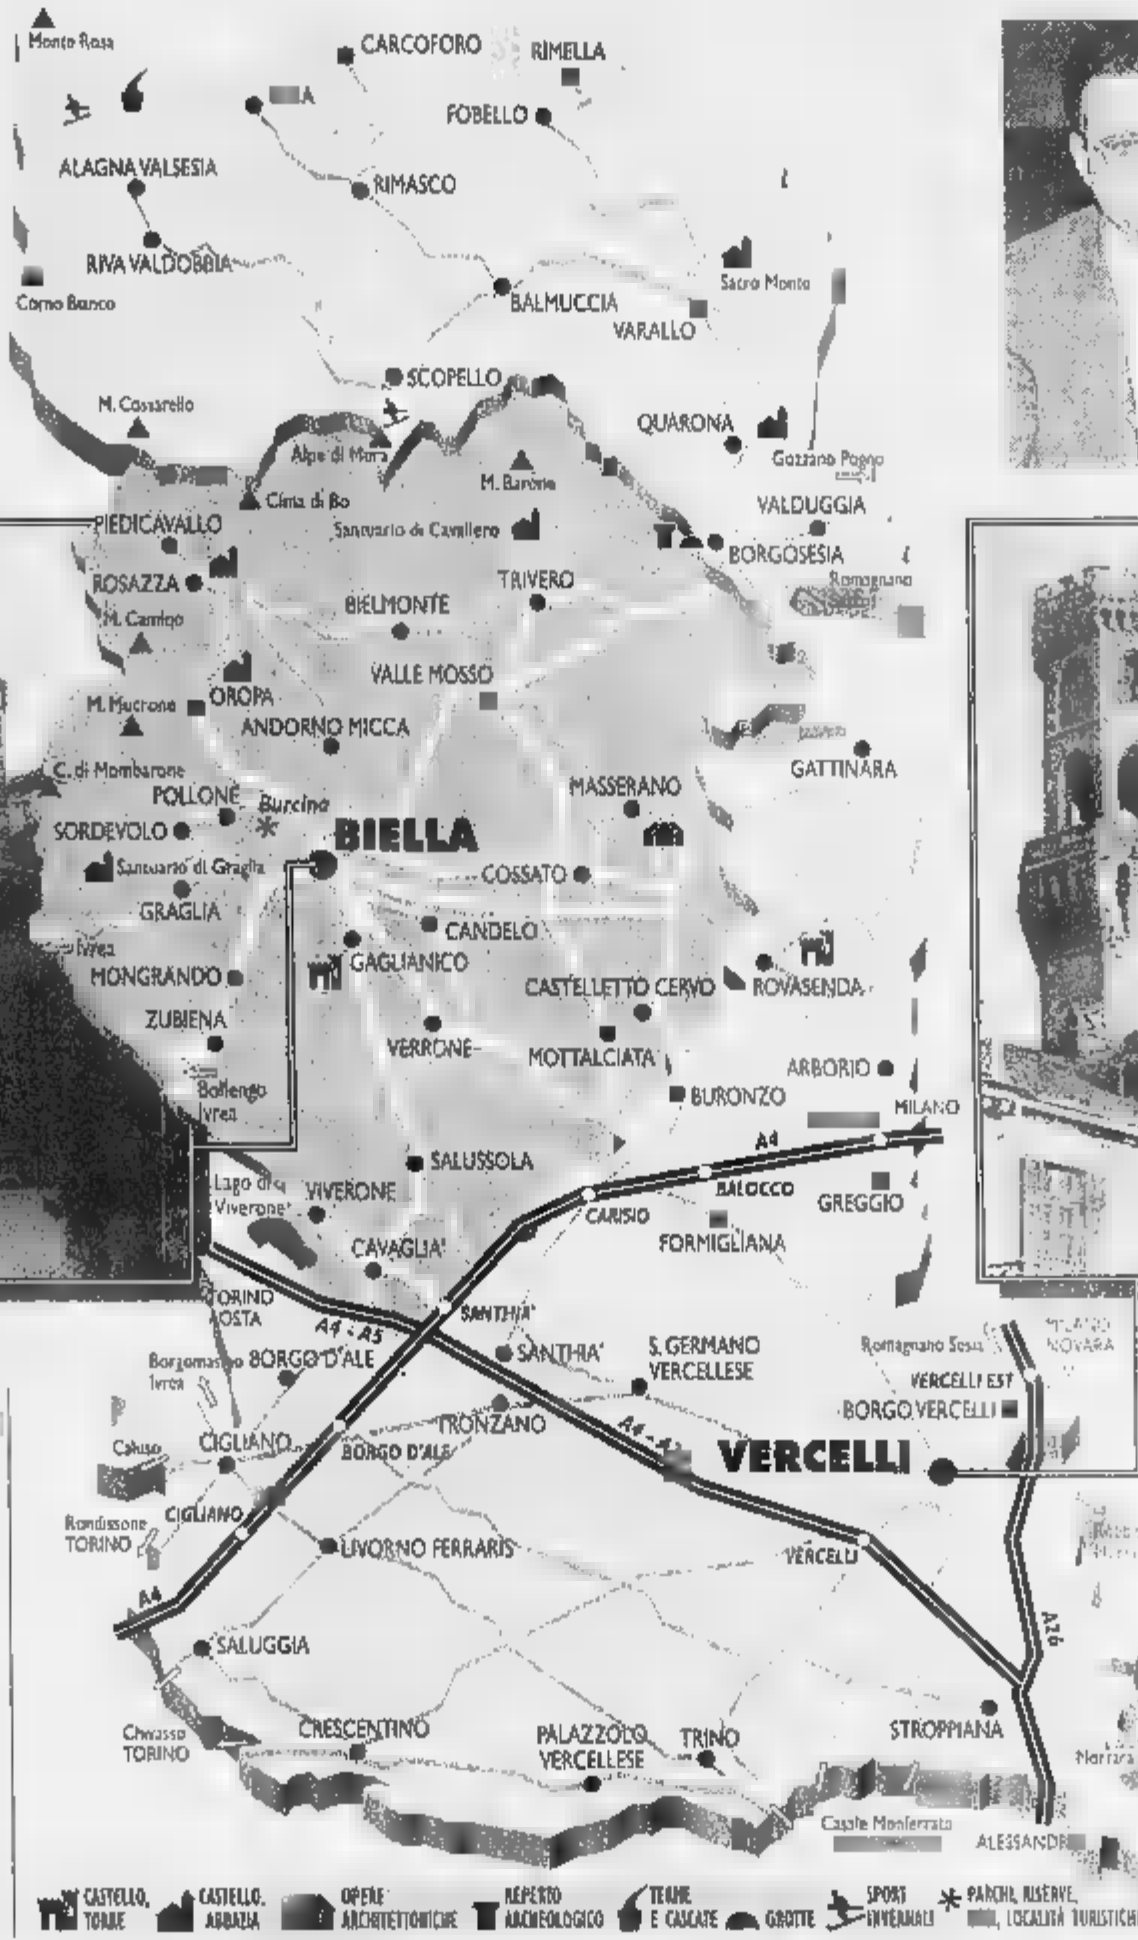 Monte Rosa
CARCOFORO
RIMELLA
FOBELLO
ALAGNA VALSESIA
RIMASCO
RIVA VALDOBBIA
Sacro Monte
Corno Bianco
BALMUCCIA
VARALLO
SCOPELLO
M. Cossarello
QUARONA
Alpe di Mera
Gozzano Pogno
M. Barone
Cima di Bo
VALDUGGIA
PIEDICAVALLO
Santuario di Cavallero
BORGOSESIA
ROSAZZA
TRIVERO
Romagnano
BIELMONTE
M. Camino
VALLE MOSSO
OROPA
M. Mucrone
ANDORNO MICCA
GATTINARA
C. di Mombarone
POLLONE
Burcina
MASSERANO
SORDEVOLO
BIELLA
Santuario di Graglia
COSSATO
GRAGLIA
CANDELO
Ivrea
GAGLIANICO
MONGRANDO
CASTELLETTO CERVO
ROVASENDA
ZUBIENA
VERRONE
MOTTALCIATA
ARBORIO
Bollengo
Ivrea
BURONZO
MILANO
A4
SALUSSOLA
BALOCCO
Lago di
Viverone
VIVERONE
GREGGIO
CARISIO
FORMIGLIANA
CAVAGLIA'
TORINO
AOSTA
SANTHIA'
A4 - A5
S. GERMANO
VERCELLESE
MILANO
NOVARA
Romagnano Sesia
SANTHIA'
BORGO D'ALE
Ivrea
VERCELLI EST
BORGO VERCELLI
TRONZANO
CIGLIANO
BORGO D'ALE
Caluso
VERCELLI
CIGLIANO
Rondissone
TORINO
LIVORNO FERRARIS
VERCELLI
A4
A26
SALUGGIA
CRESCENTINO
STROPPIANA
Chivasso
TORINO
PALAZZOLO
VERCELLESE
TRINO
Casale Monferrato
CASTELLO,
TORRE
CASTELLO,
ABBAZIA
OPERE
ARCHITETTONICHE
REPERTO
ARCHEOLOGICO
TERME
E CASCATE
GROTTE
SPORT
INVERNALI
PARCHI, RISERVE,
LOCALITÀ TURISTICHE